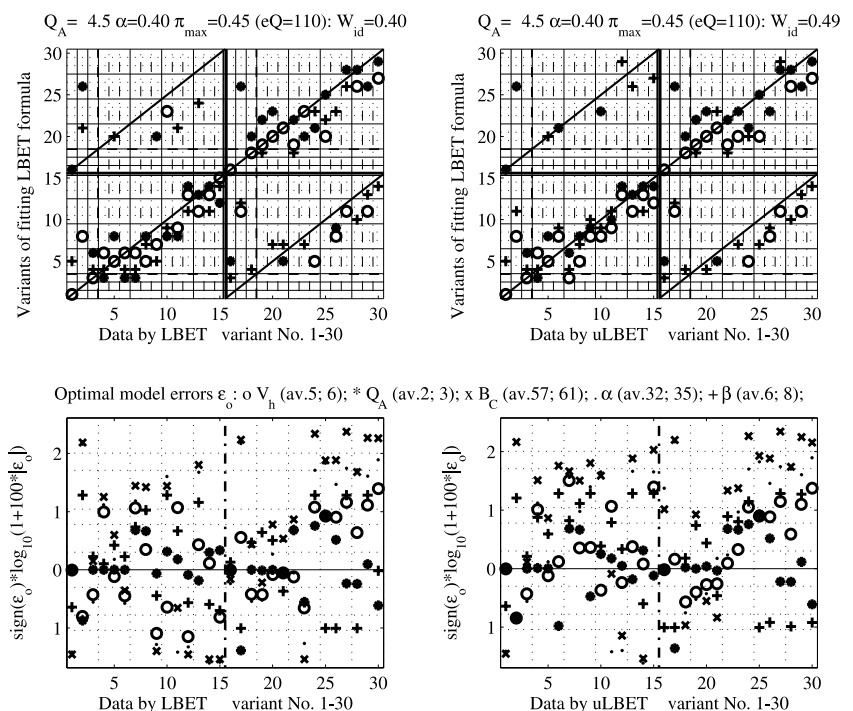 Q_A = 4.5 α=0.40 π_max=0.45 (eQ=110): W_id=0.40
Q_A = 4.5 α=0.40 π_max=0.45 (eQ=110): W_id=0.49
Variants of fitting LBET formula
30
25
20
15
10
5
5 10 15 20 25 30
Data by LBET variant No. 1-30
Variants of fitting LBET formula
30
25
20
15
10
5
5 10 15 20 25 30
Data by uLBET variant No. 1-30
Optimal model errors ε_o : o V_h (av.5; 6); * Q_A (av.2; 3); x B_C (av.57; 61); . α (av.32; 35); + β (av.6; 8);
sign(ε_o)*log_10(1+100*|ε_o|)
2
1
0
1
5 10 15 20 25 30
Data by LBET variant No. 1-30
sign(ε_o)*log_10(1+100*|ε_o|)
2
1
0
1
5 10 15 20 25 30
Data by uLBET variant No. 1-30